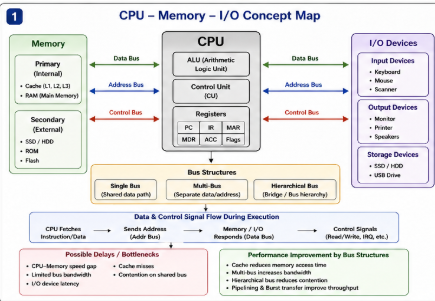 1
CPU – Memory – I/O Concept Map
Memory
Primary
(Internal)
• Cache (L1, L2, L3)
• RAM (Main Memory)
Secondary
(External)
• SSD / HDD
• ROM
• Flash
Data Bus
Address Bus
Control Bus
CPU
ALU (Arithmetic
Logic Unit)
Control Unit
(CU)
Registers
PC IR MAR
MDR ACC Flags
Data Bus
Address Bus
Control Bus
I/O Devices
Input Devices
• Keyboard
• Mouse
• Scanner
Output Devices
• Monitor
• Printer
• Speakers
Storage Devices
• SSD / HDD
• USB Drive
Bus Structures
Single Bus
(Shared data path)
Multi-Bus
(Separate data/address)
Hierarchical Bus
(Bridge / Bus hierarchy)
Data & Control Signal Flow During Execution
CPU Fetches
Instruction/Data
Sends Address
(Addr Bus)
Memory / I/O
Responds (Data Bus)
Control Signals
(Read/Write, IRQ, etc.)
Possible Delays / Bottlenecks
• CPU–Memory speed gap
• Limited bus bandwidth
• I/O device latency
• Cache misses
• Contention on shared bus
Performance Improvement by Bus Structures
• Cache reduces memory access time
• Multi-bus increases bandwidth
• Hierarchical bus reduces contention
• Pipelining & Burst transfer improve throughput